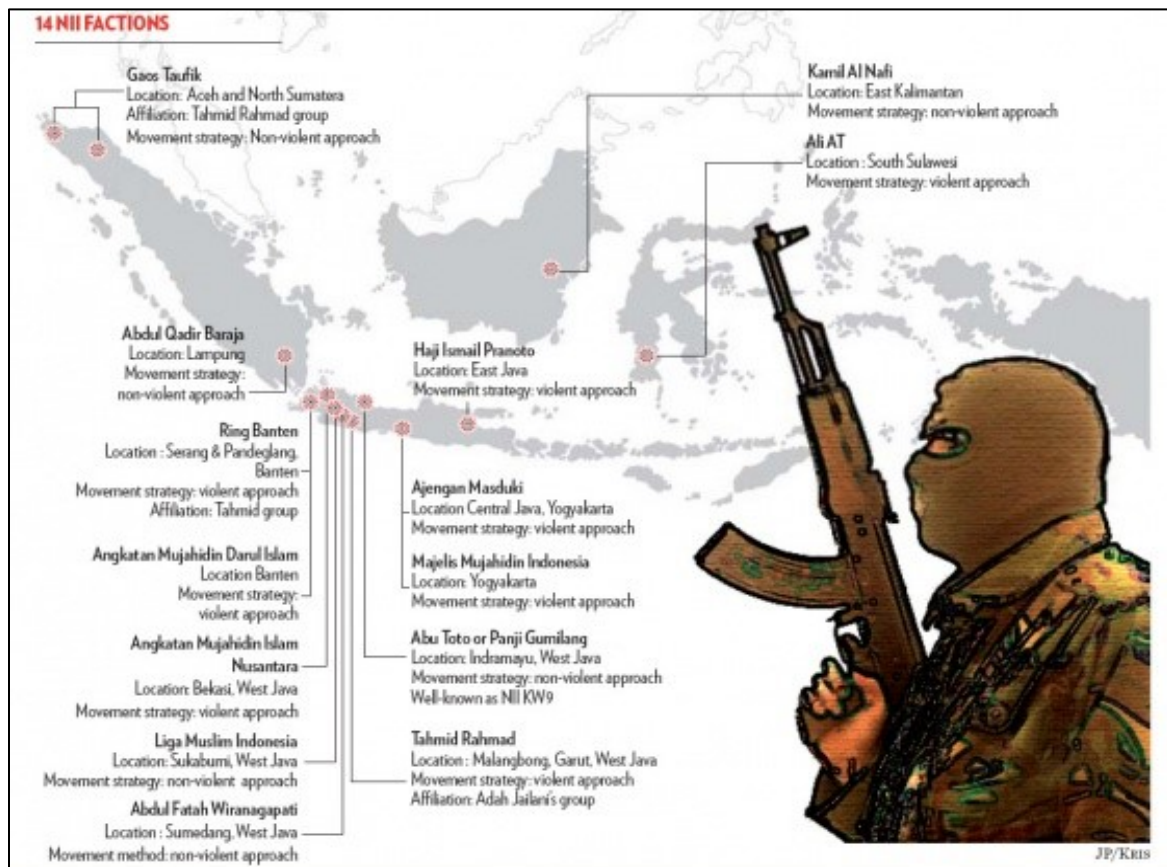 14 NII FACTIONS
Gaos Taufik
Location: Aceh and North Sumatera
Affiliation: Tahmid Rahmad group
Movement strategy: Non-violent approach
Kamil Al Nafi
Location: East Kalimantan
Movement strategy: non-violent approach
Ali AT
Location : South Sulawesi
Movement strategy: violent approach
Abdul Qadir Baraja
Location: Lampung
Movement strategy:
non-violent approach
Haji Ismail Pranoto
Location: East Java
Movement strategy: violent approach
Ring Banten
Location : Serang & Pandeglang,
Banten
Movement strategy: violent approach
Affiliation: Tahmid group
Angkatan Mujahidin Darul Islam
Location Banten
Movement strategy:
violent approach
Angkatan Mujahidin Islam
Nusantara
Location: Bekasi, West Java
Movement strategy: violent approach
Liga Muslim Indonesia
Location: Sukabumi, West Java
Movement strategy: non-violent approach
Abdul Fatah Wiranagapati
Location : Sumedang, West Java
Movement method: non-violent approach
Ajengan Masduki
Location Central Java, Yogyakarta
Movement strategy: violent approach
Majelis Mujahidin Indonesia
Location: Yogyakarta
Movement strategy: violent approach
Abu Toto or Panji Gumilang
Location: Indramayu, West Java
Movement strategy: non-violent approach
Well-known as NII KW9
Tahmid Rahmad
Location : Malangbong, Garut, West Java
Movement strategy: violent approach
Affiliation: Adah Jailani's group
JP/KRIS